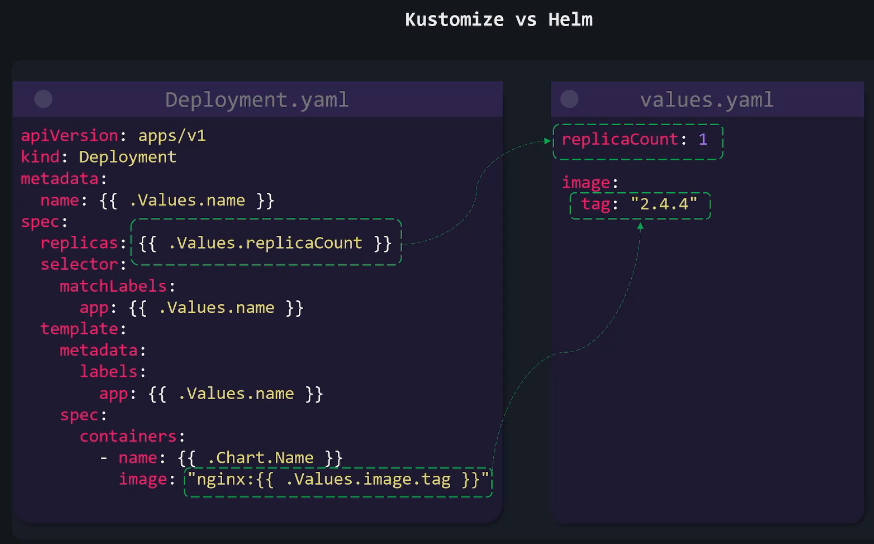 Kustomize vs Helm
Deployment.yaml
apiVersion: apps/v1
kind: Deployment
metadata:
  name: {{ .Values.name }}
spec:
  replicas: {{ .Values.replicaCount }}
  selector:
    matchLabels:
      app: {{ .Values.name }}
  template:
    metadata:
      labels:
        app: {{ .Values.name }}
    spec:
      containers:
        - name: {{ .Chart.Name }}
          image: "nginx:{{ .Values.image.tag }}"
values.yaml
replicaCount: 1
image:
  tag: "2.4.4"